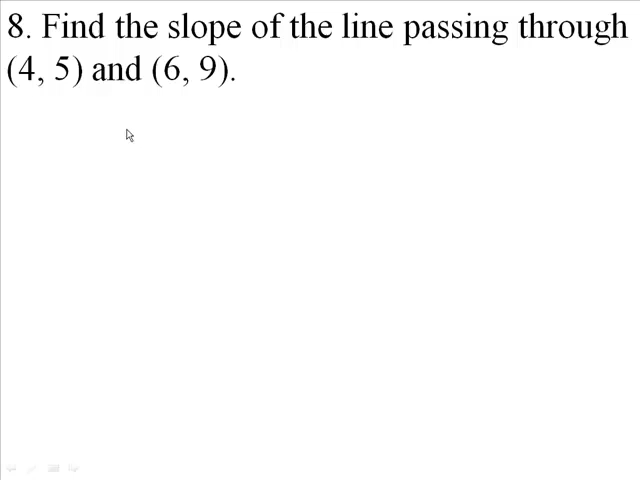 8. Find the slope of the line passing through
(4, 5) and (6, 9).